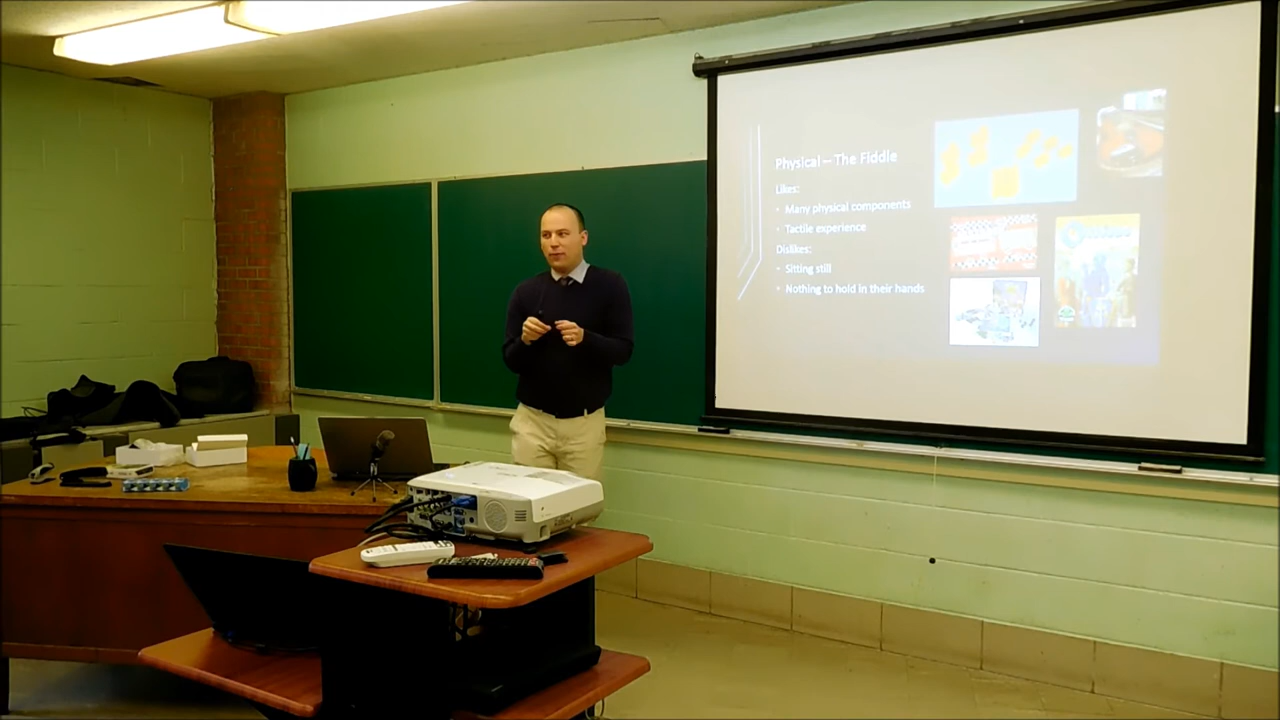 Physical – The Fiddle
Likes:
• Many physical components
• Tactile experience
Dislikes:
• Sitting still
• Nothing to hold in their hands